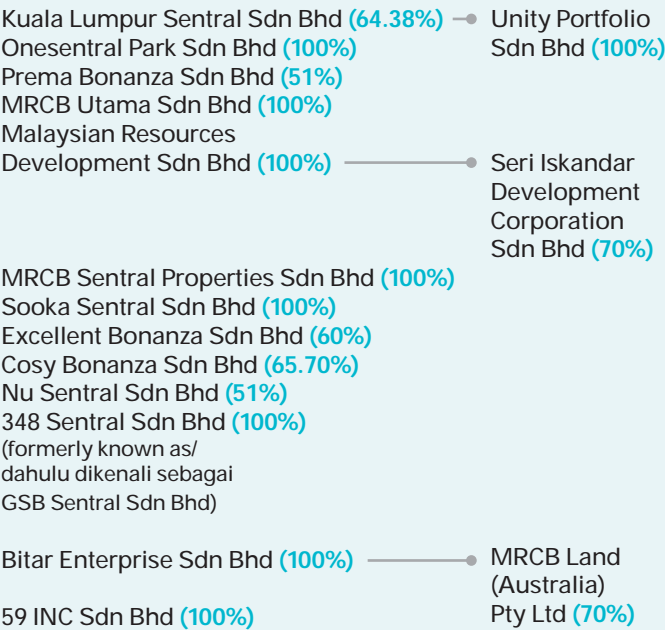 Kuala Lumpur Sentral Sdn Bhd (64.38%)
Unity Portfolio
Sdn Bhd (100%)
Onesentral Park Sdn Bhd (100%)
Prema Bonanza Sdn Bhd (51%)
MRCB Utama Sdn Bhd (100%)
Malaysian Resources
Development Sdn Bhd (100%)
Seri Iskandar
Development
Corporation
Sdn Bhd (70%)
MRCB Sentral Properties Sdn Bhd (100%)
Sooka Sentral Sdn Bhd (100%)
Excellent Bonanza Sdn Bhd (60%)
Cosy Bonanza Sdn Bhd (65.70%)
Nu Sentral Sdn Bhd (51%)
348 Sentral Sdn Bhd (100%)
(formerly known as/
dahulu dikenali sebagai
GSB Sentral Sdn Bhd)
Bitar Enterprise Sdn Bhd (100%)
MRCB Land
(Australia)
Pty Ltd (70%)
59 INC Sdn Bhd (100%)